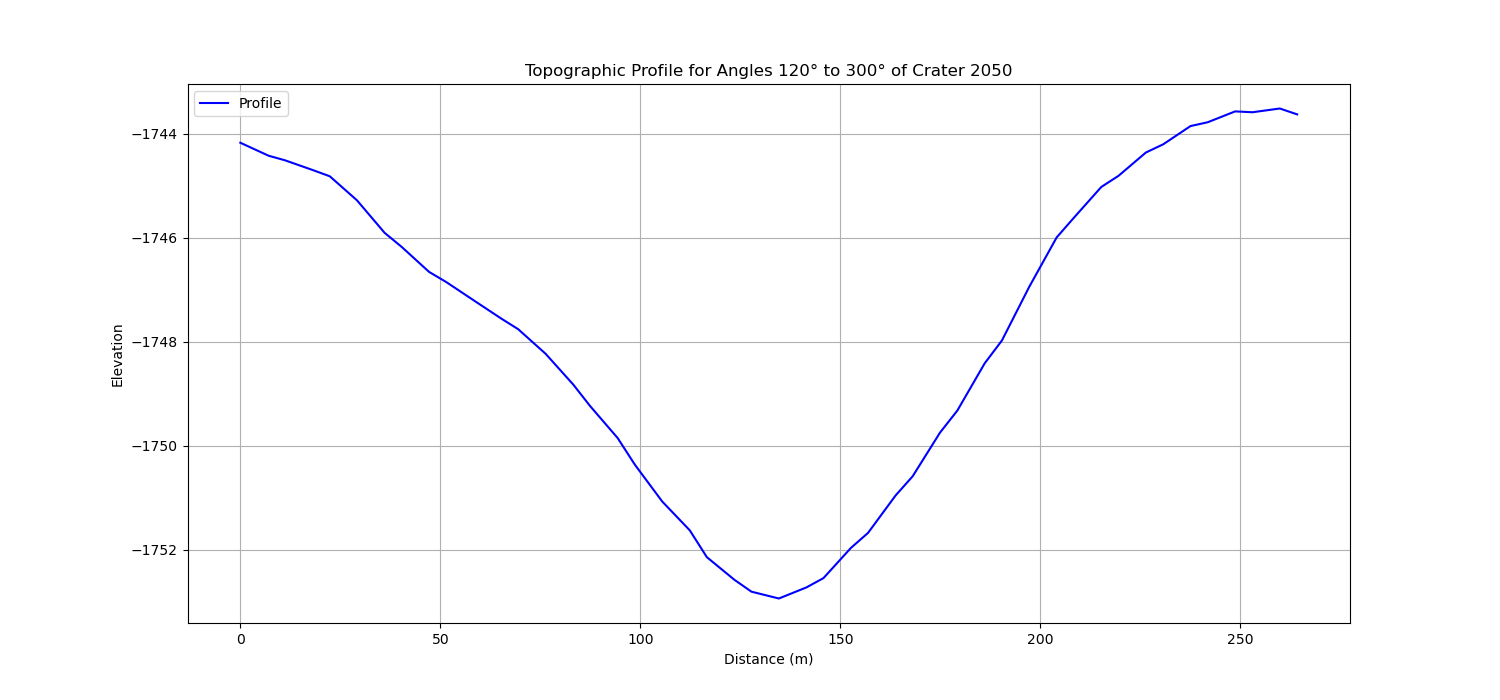 Topographic Profile for Angles 120° to 300° of Crater 2050
Profile
−1744
−1746
−1748
−1750
−1752
Elevation
0 50 100 150 200 250
Distance (m)